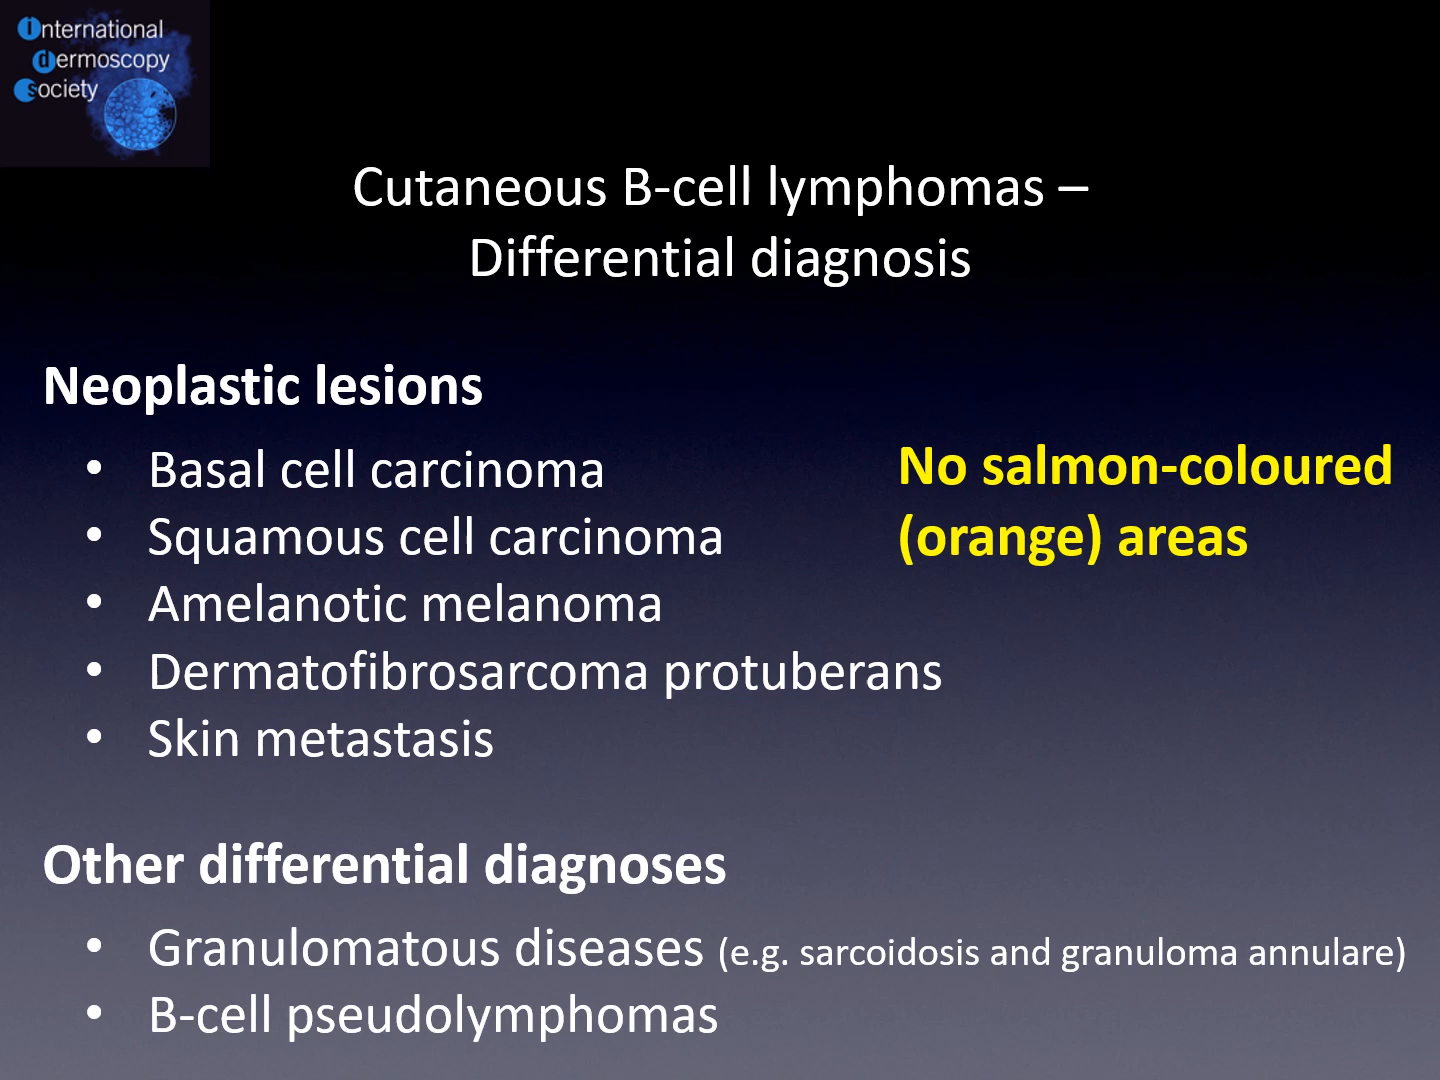 international
dermoscopy
society
Cutaneous B-cell lymphomas –
Differential diagnosis
Neoplastic lesions
• Basal cell carcinoma
• Squamous cell carcinoma
• Amelanotic melanoma
• Dermatofibrosarcoma protuberans
• Skin metastasis
No salmon-coloured
(orange) areas
Other differential diagnoses
• Granulomatous diseases (e.g. sarcoidosis and granuloma annulare)
• B-cell pseudolymphomas